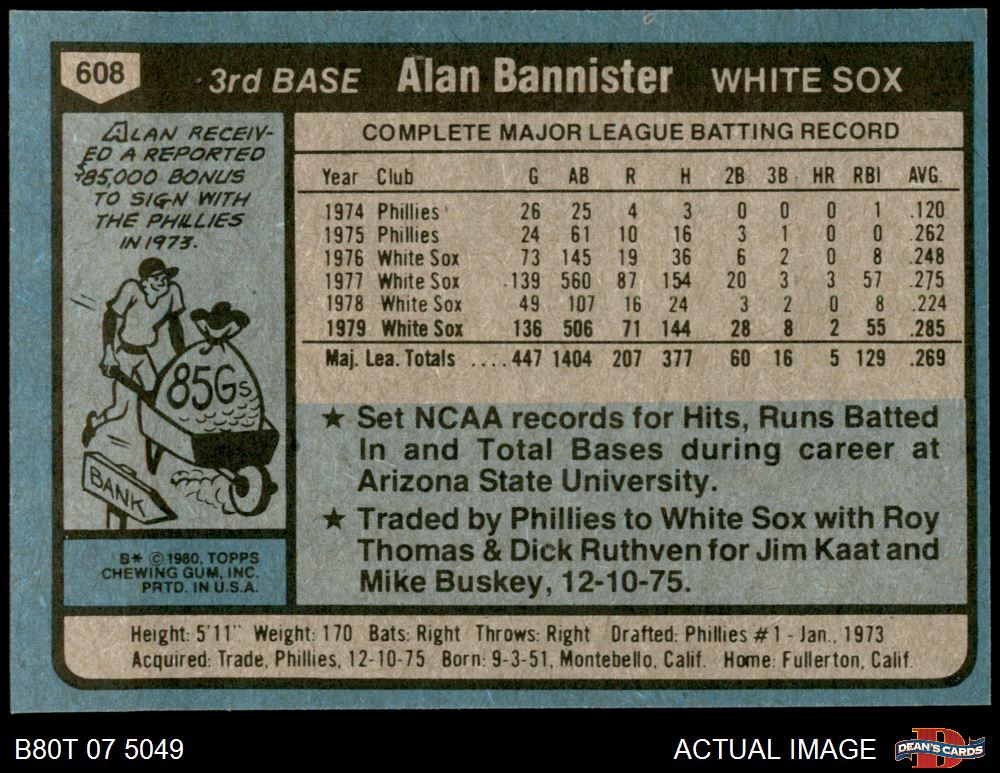 608
3rd BASE Alan Bannister WHITE SOX
ALAN RECEIV-
ED A REPORTED
$85,000 BONUS
TO SIGN WITH
THE PHILLIES
IN 1973.
85Gs
BANK
B* © 1980, TOPPS
CHEWING GUM, INC.
PRTD. IN U.S.A.
COMPLETE MAJOR LEAGUE BATTING RECORD
Year Club G AB R H 2B 3B HR RBI AVG.
1974 Phillies 26 25 4 3 0 0 0 1 .120
1975 Phillies 24 61 10 16 3 1 0 0 .262
1976 White Sox 73 145 19 36 6 2 0 8 .248
1977 White Sox 139 560 87 154 20 3 3 57 .275
1978 White Sox 49 107 16 24 3 2 0 8 .224
1979 White Sox 136 506 71 144 28 8 2 55 .285
Maj. Lea. Totals .... 447 1404 207 377 60 16 5 129 .269
★ Set NCAA records for Hits, Runs Batted
In and Total Bases during career at
Arizona State University.
★ Traded by Phillies to White Sox with Roy
Thomas & Dick Ruthven for Jim Kaat and
Mike Buskey, 12-10-75.
Height: 5'11" Weight: 170 Bats: Right Throws: Right Drafted: Phillies #1 - Jan., 1973
Acquired: Trade, Phillies, 12-10-75 Born: 9-3-51, Montebello, Calif. Home: Fullerton, Calif.
B80T 07 5049
ACTUAL IMAGE
D
DEAN'S CARDS